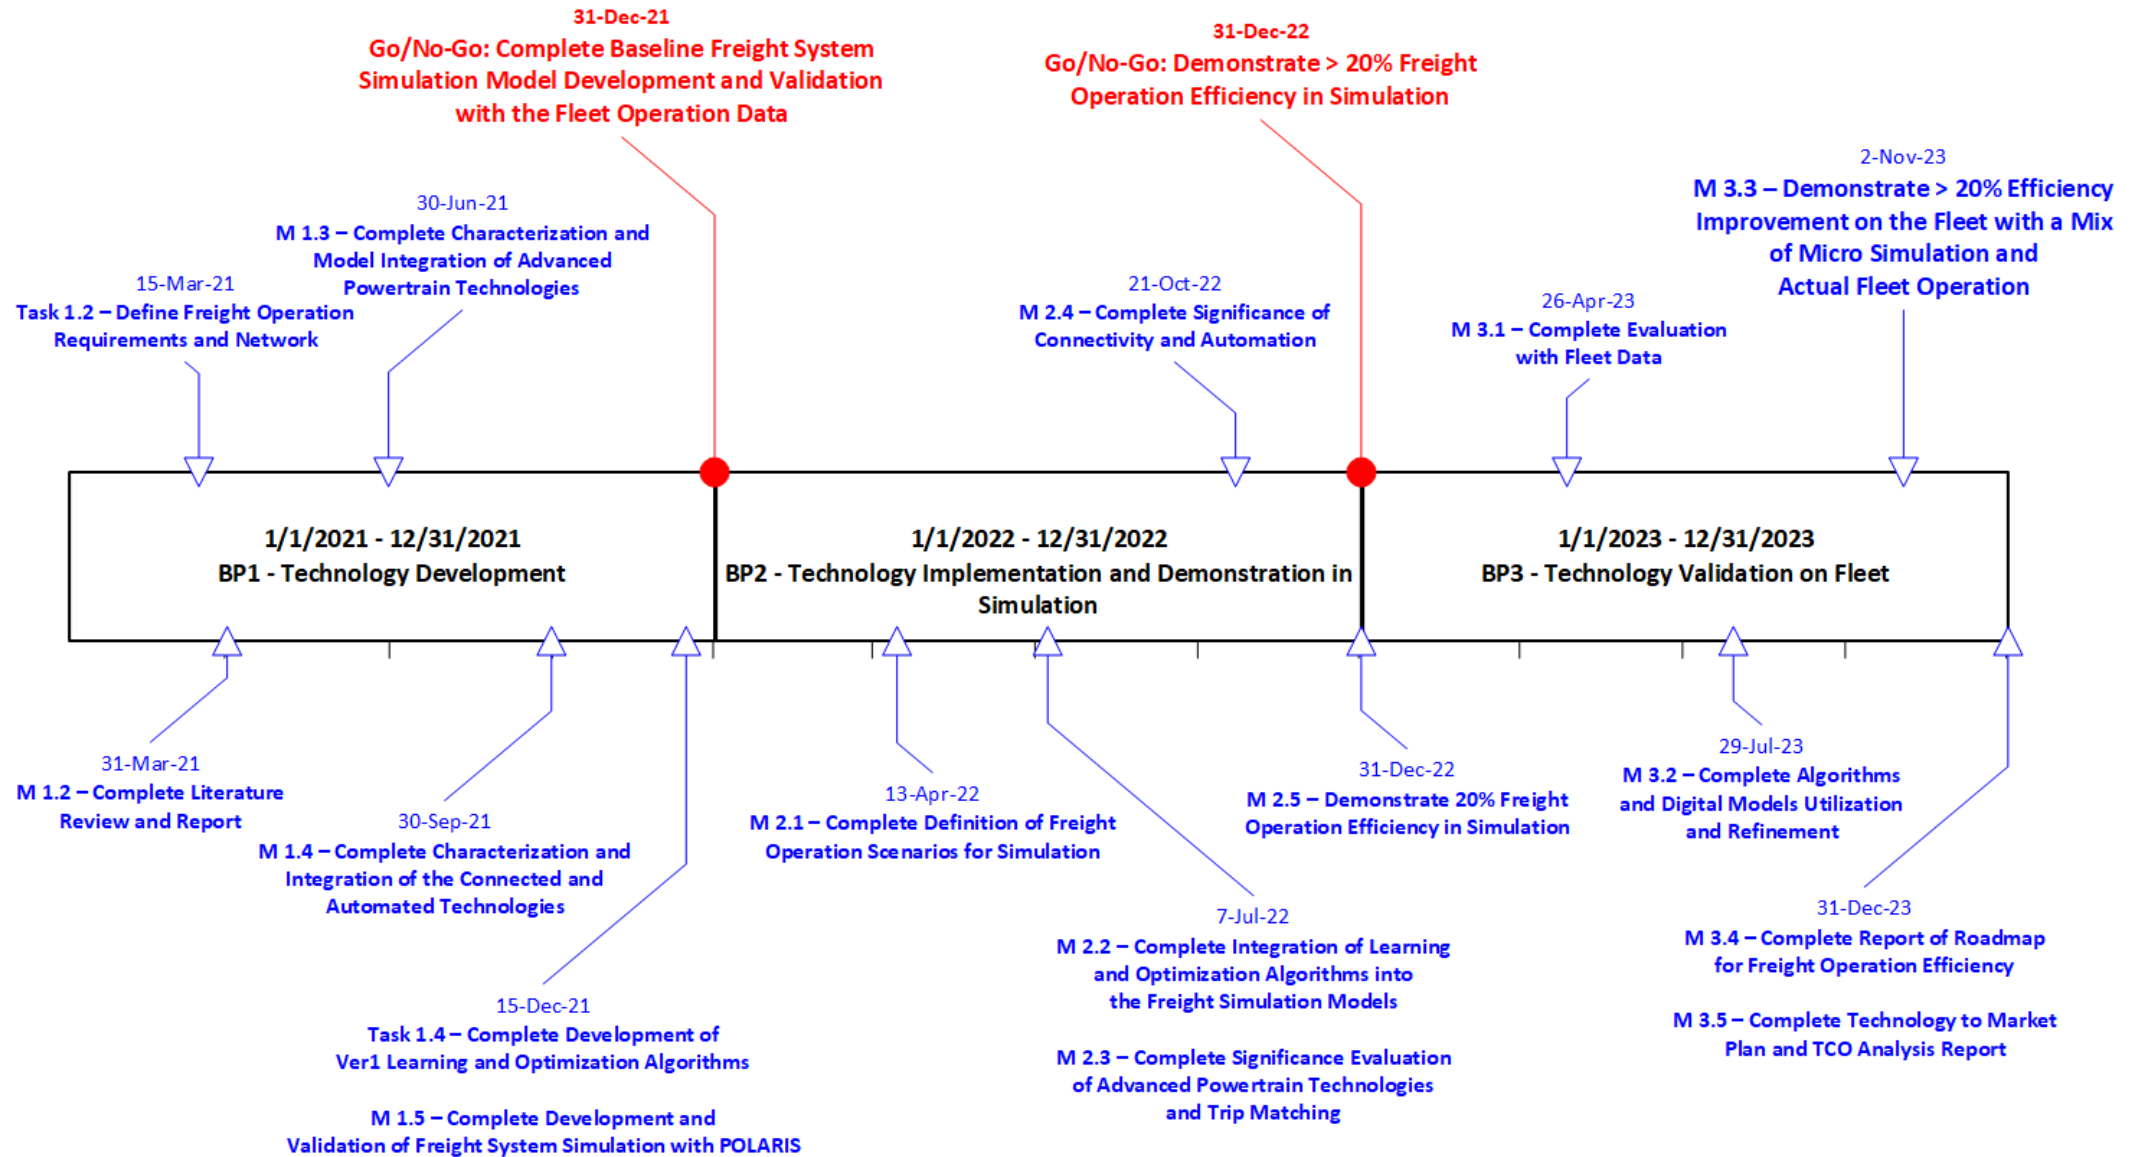 31-Dec-21
Go/No-Go: Complete Baseline Freight System
Simulation Model Development and Validation
with the Fleet Operation Data
31-Dec-22
Go/No-Go: Demonstrate > 20% Freight
Operation Efficiency in Simulation
2-Nov-23
M 3.3 – Demonstrate > 20% Efficiency
Improvement on the Fleet with a Mix
of Micro Simulation and
Actual Fleet Operation
30-Jun-21
M 1.3 – Complete Characterization and
Model Integration of Advanced
Powertrain Technologies
15-Mar-21
Task 1.2 – Define Freight Operation
Requirements and Network
21-Oct-22
M 2.4 – Complete Significance of
Connectivity and Automation
26-Apr-23
M 3.1 – Complete Evaluation
with Fleet Data
1/1/2021 - 12/31/2021
BP1 - Technology Development
1/1/2022 - 12/31/2022
BP2 - Technology Implementation and Demonstration in
Simulation
1/1/2023 - 12/31/2023
BP3 - Technology Validation on Fleet
31-Mar-21
M 1.2 – Complete Literature
Review and Report
30-Sep-21
M 1.4 – Complete Characterization and
Integration of the Connected and
Automated Technologies
15-Dec-21
Task 1.4 – Complete Development of
Ver1 Learning and Optimization Algorithms
M 1.5 – Complete Development and
Validation of Freight System Simulation with POLARIS
13-Apr-22
M 2.1 – Complete Definition of Freight
Operation Scenarios for Simulation
7-Jul-22
M 2.2 – Complete Integration of Learning
and Optimization Algorithms into
the Freight Simulation Models
M 2.3 – Complete Significance Evaluation
of Advanced Powertrain Technologies
and Trip Matching
31-Dec-22
M 2.5 – Demonstrate 20% Freight
Operation Efficiency in Simulation
29-Jul-23
M 3.2 – Complete Algorithms
and Digital Models Utilization
and Refinement
31-Dec-23
M 3.4 – Complete Report of Roadmap
for Freight Operation Efficiency
M 3.5 – Complete Technology to Market
Plan and TCO Analysis Report